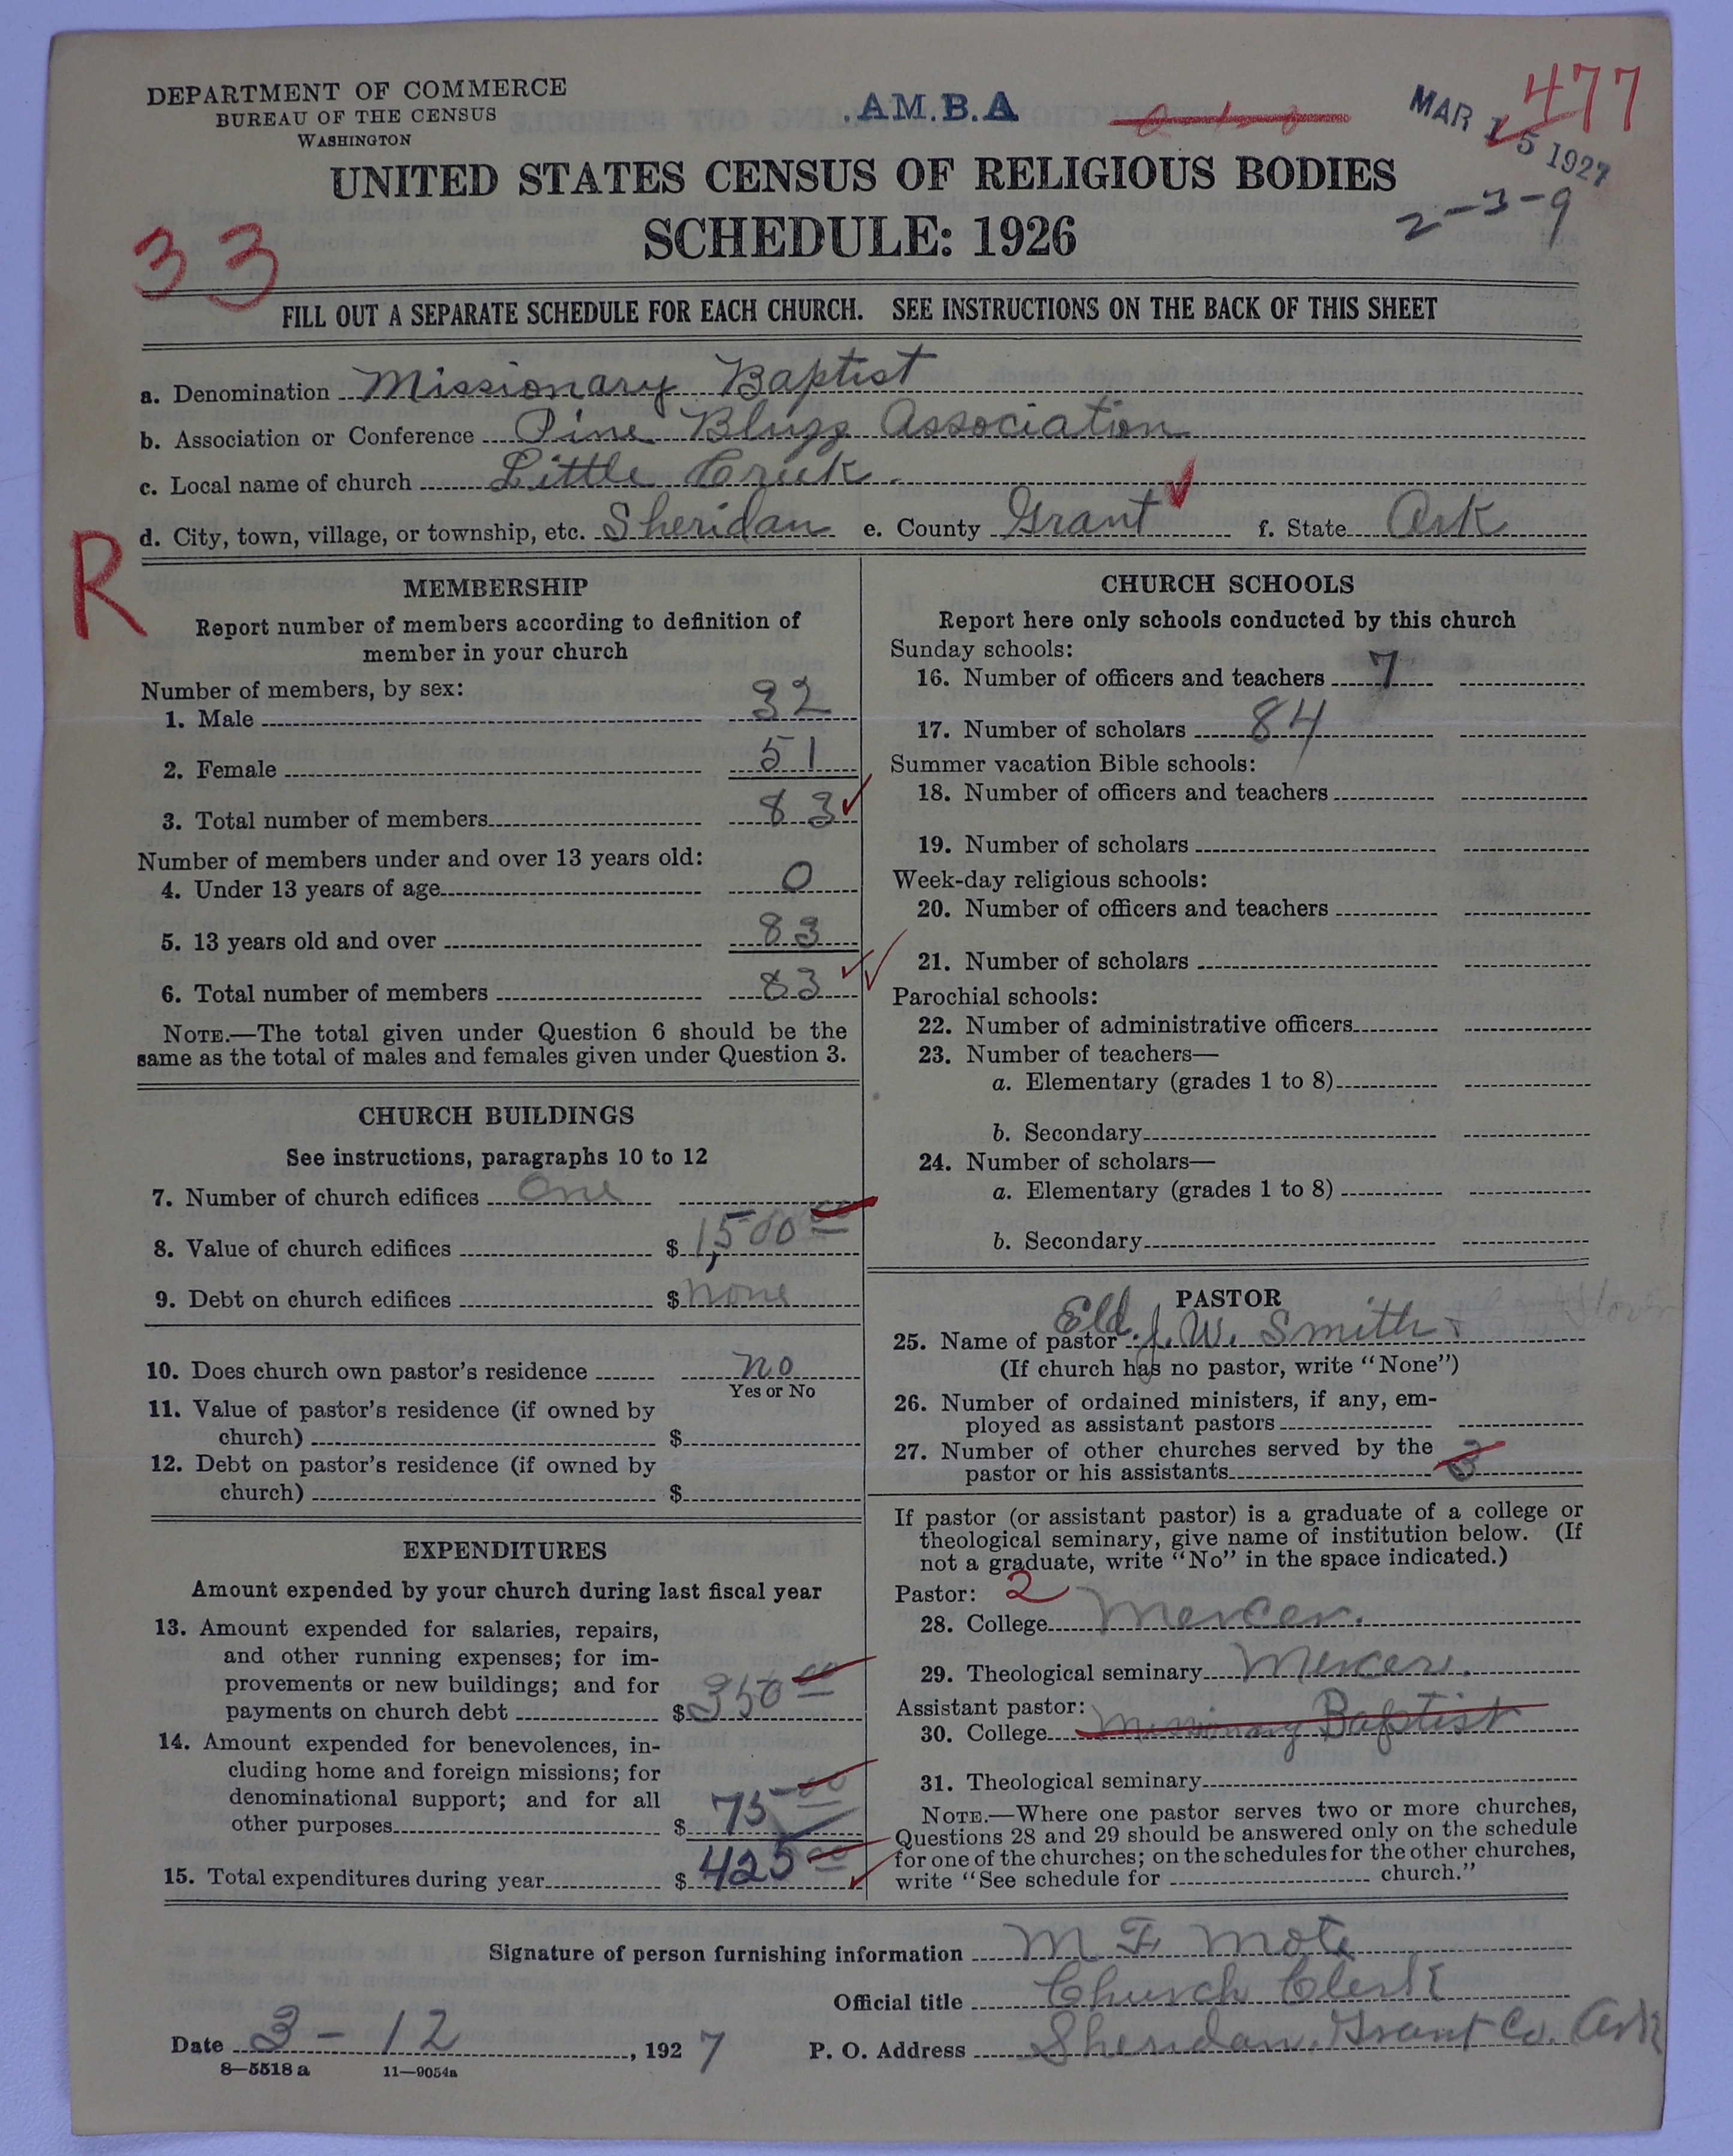 DEPARTMENT OF COMMERCE
BUREAU OF THE CENSUS
WASHINGTON
.AM.B.A
477
MAR 15 1927
2-3-9
UNITED STATES CENSUS OF RELIGIOUS BODIES
SCHEDULE: 1926
33
FILL OUT A SEPARATE SCHEDULE FOR EACH CHURCH. SEE INSTRUCTIONS ON THE BACK OF THIS SHEET
a. Denomination Missionary Baptist
b. Association or Conference Pine Bluff Association
c. Local name of church Little Creek.
d. City, town, village, or township, etc. Sheridan e. County Grant f. State Ark
R
MEMBERSHIP
Report number of members according to definition of
member in your church
Number of members, by sex:
1. Male 32
2. Female 51
3. Total number of members 83
Number of members under and over 13 years old:
4. Under 13 years of age 0
5. 13 years old and over 83
6. Total number of members 83
NOTE.—The total given under Question 6 should be the
same as the total of males and females given under Question 3.
CHURCH BUILDINGS
See instructions, paragraphs 10 to 12
7. Number of church edifices One
8. Value of church edifices $ 1,500 00
9. Debt on church edifices $ None
10. Does church own pastor's residence No
Yes or No
11. Value of pastor's residence (if owned by
church) $
12. Debt on pastor's residence (if owned by
church) $
EXPENDITURES
Amount expended by your church during last fiscal year
13. Amount expended for salaries, repairs,
and other running expenses; for im-
provements or new buildings; and for
payments on church debt $ 350 00
14. Amount expended for benevolences, in-
cluding home and foreign missions; for
denominational support; and for all
other purposes $ 75 00
15. Total expenditures during year $ 425 00
CHURCH SCHOOLS
Report here only schools conducted by this church
Sunday schools:
16. Number of officers and teachers 7
17. Number of scholars 84
Summer vacation Bible schools:
18. Number of officers and teachers
19. Number of scholars
Week-day religious schools:
20. Number of officers and teachers
21. Number of scholars
Parochial schools:
22. Number of administrative officers
23. Number of teachers—
a. Elementary (grades 1 to 8)
b. Secondary
24. Number of scholars—
a. Elementary (grades 1 to 8)
b. Secondary
PASTOR
25. Name of pastor Eld. J. W. Smith
(If church has no pastor, write "None")
26. Number of ordained ministers, if any, em-
ployed as assistant pastors
27. Number of other churches served by the
pastor or his assistants 3
If pastor (or assistant pastor) is a graduate of a college or
theological seminary, give name of institution below. (If
not a graduate, write "No" in the space indicated.)
Pastor: 2
28. College Mercer.
29. Theological seminary Mercer.
Assistant pastor:
30. College Missionary Baptist
31. Theological seminary
NOTE.—Where one pastor serves two or more churches,
Questions 28 and 29 should be answered only on the schedule
for one of the churches; on the schedules for the other churches,
write "See schedule for church."
Signature of person furnishing information M F Mote
Official title Church Clerk
Date 3-12, 1927 P. O. Address Sheridan, Grant Co. Ark
8-5518 a 11-9054a